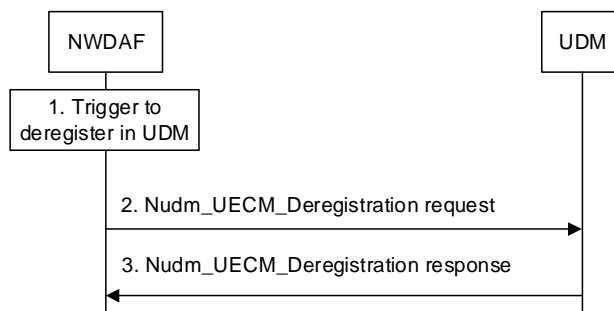 NWDAF
UDM
1. Trigger to
deregister in UDM
2. Nudm_UECM_Deregistration request
3. Nudm_UECM_Deregistration response